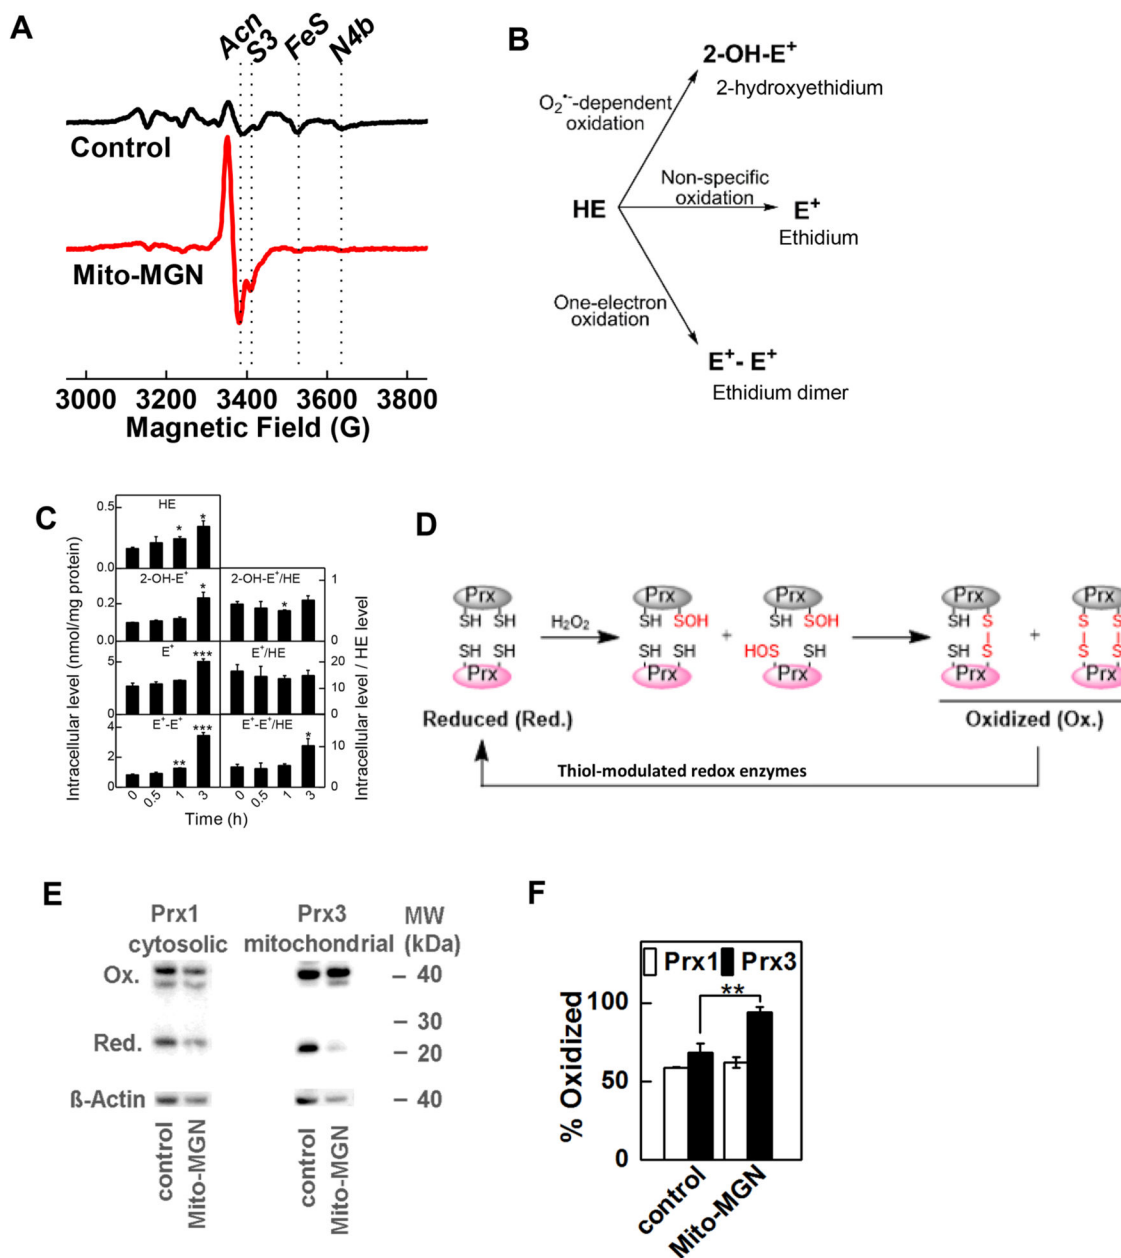 A
Acn
S3
FeS
N4b
Control
Mito-MGN
3000 3200 3400 3600 3800
Magnetic Field (G)
B
2-OH-E⁺
2-hydroxyethidium
O₂•⁻-dependent
oxidation
Non-specific
oxidation
HE
E⁺
Ethidium
One-electron
oxidation
E⁺- E⁺
Ethidium dimer
C
Intracellular level (nmol/mg protein)
HE
0.5
0.0
* *
2-OH-E⁺
0.2
0.0
*
2-OH-E⁺/HE
1
0
*
E⁺
5
0
***
E⁺/HE
20
10
0
E⁺-E⁺
4
2
0
** ***
E⁺-E⁺/HE
10
0
*
0 0.5 1 3 0 0.5 1 3
Time (h)
Intracellular level / HE level
D
Prx Prx Prx Prx Prx
SH SH H₂O₂ SH SOH SH SOH SH S S S
+ +
SH SH SH SH HOS SH SH S S S
Prx Prx Prx Prx Prx
Reduced (Red.) Oxidized (Ox.)
Thiol-modulated redox enzymes
E
Prx1 Prx3 MW
cytosolic mitochondrial (kDa)
Ox. – 40
– 30
Red. – 20
ß-Actin – 40
control
Mito-MGN
control
Mito-MGN
F
Prx1 Prx3
**
100
50
0
% Oxidized
control
Mito-MGN